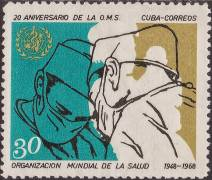 20 ANIVERSARIO DE LA O.M.S. CUBA-CORREOS
30
ORGANIZACION MUNDIAL DE LA SALUD 1948-1968